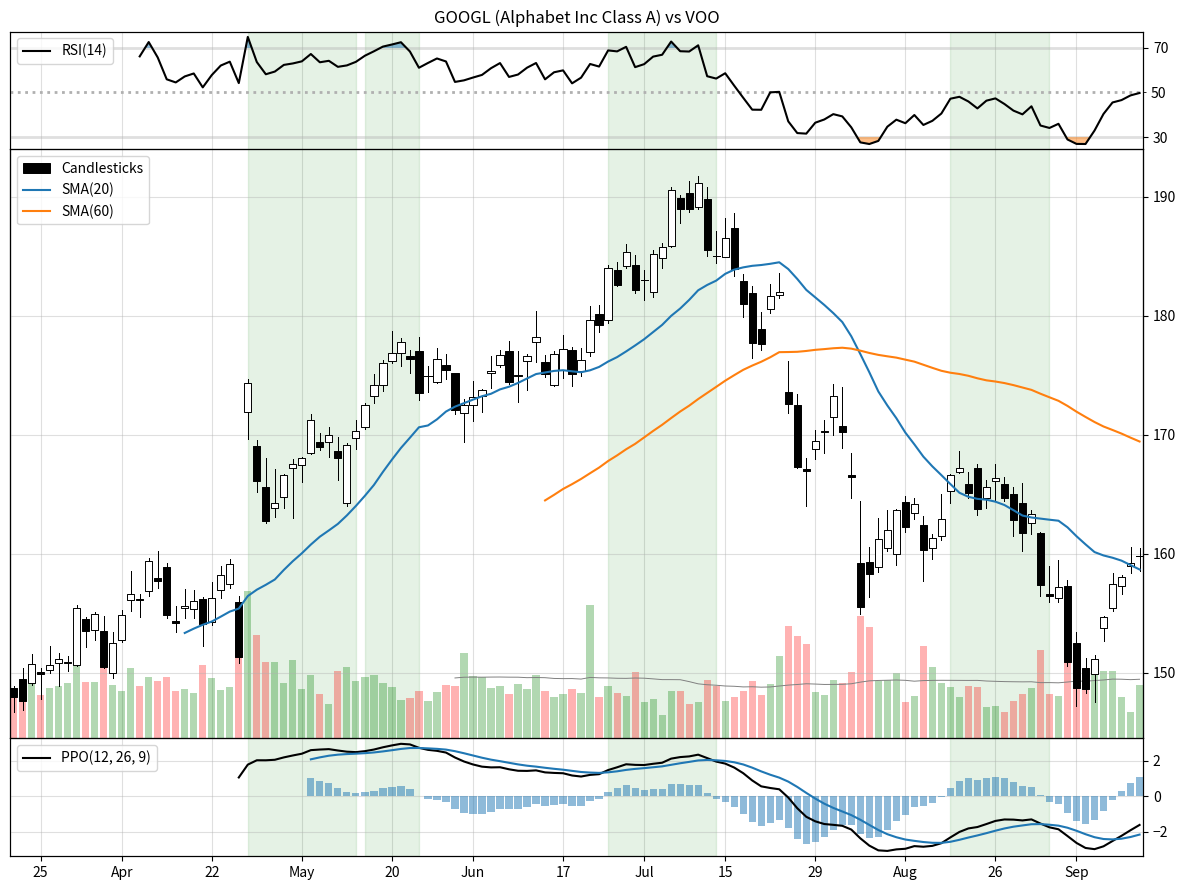 GOOGL (Alphabet Inc Class A) vs VOO
RSI(14)
70
50
30
Candlesticks
SMA(20)
SMA(60)
190
180
170
160
150
PPO(12, 26, 9)
2
0
−2
25 Apr 22 May 20 Jun 17 Jul 15 29 Aug 26 Sep